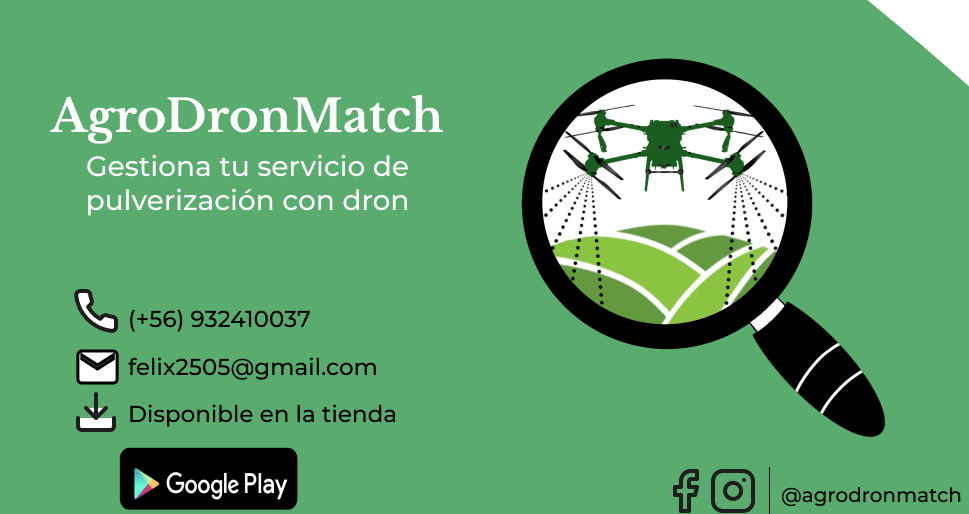 AgroDronMatch
Gestiona tu servicio de
pulverización con dron
(+56) 932410037
felix2505@gmail.com
Disponible en la tienda
Google Play
@agrodronmatch